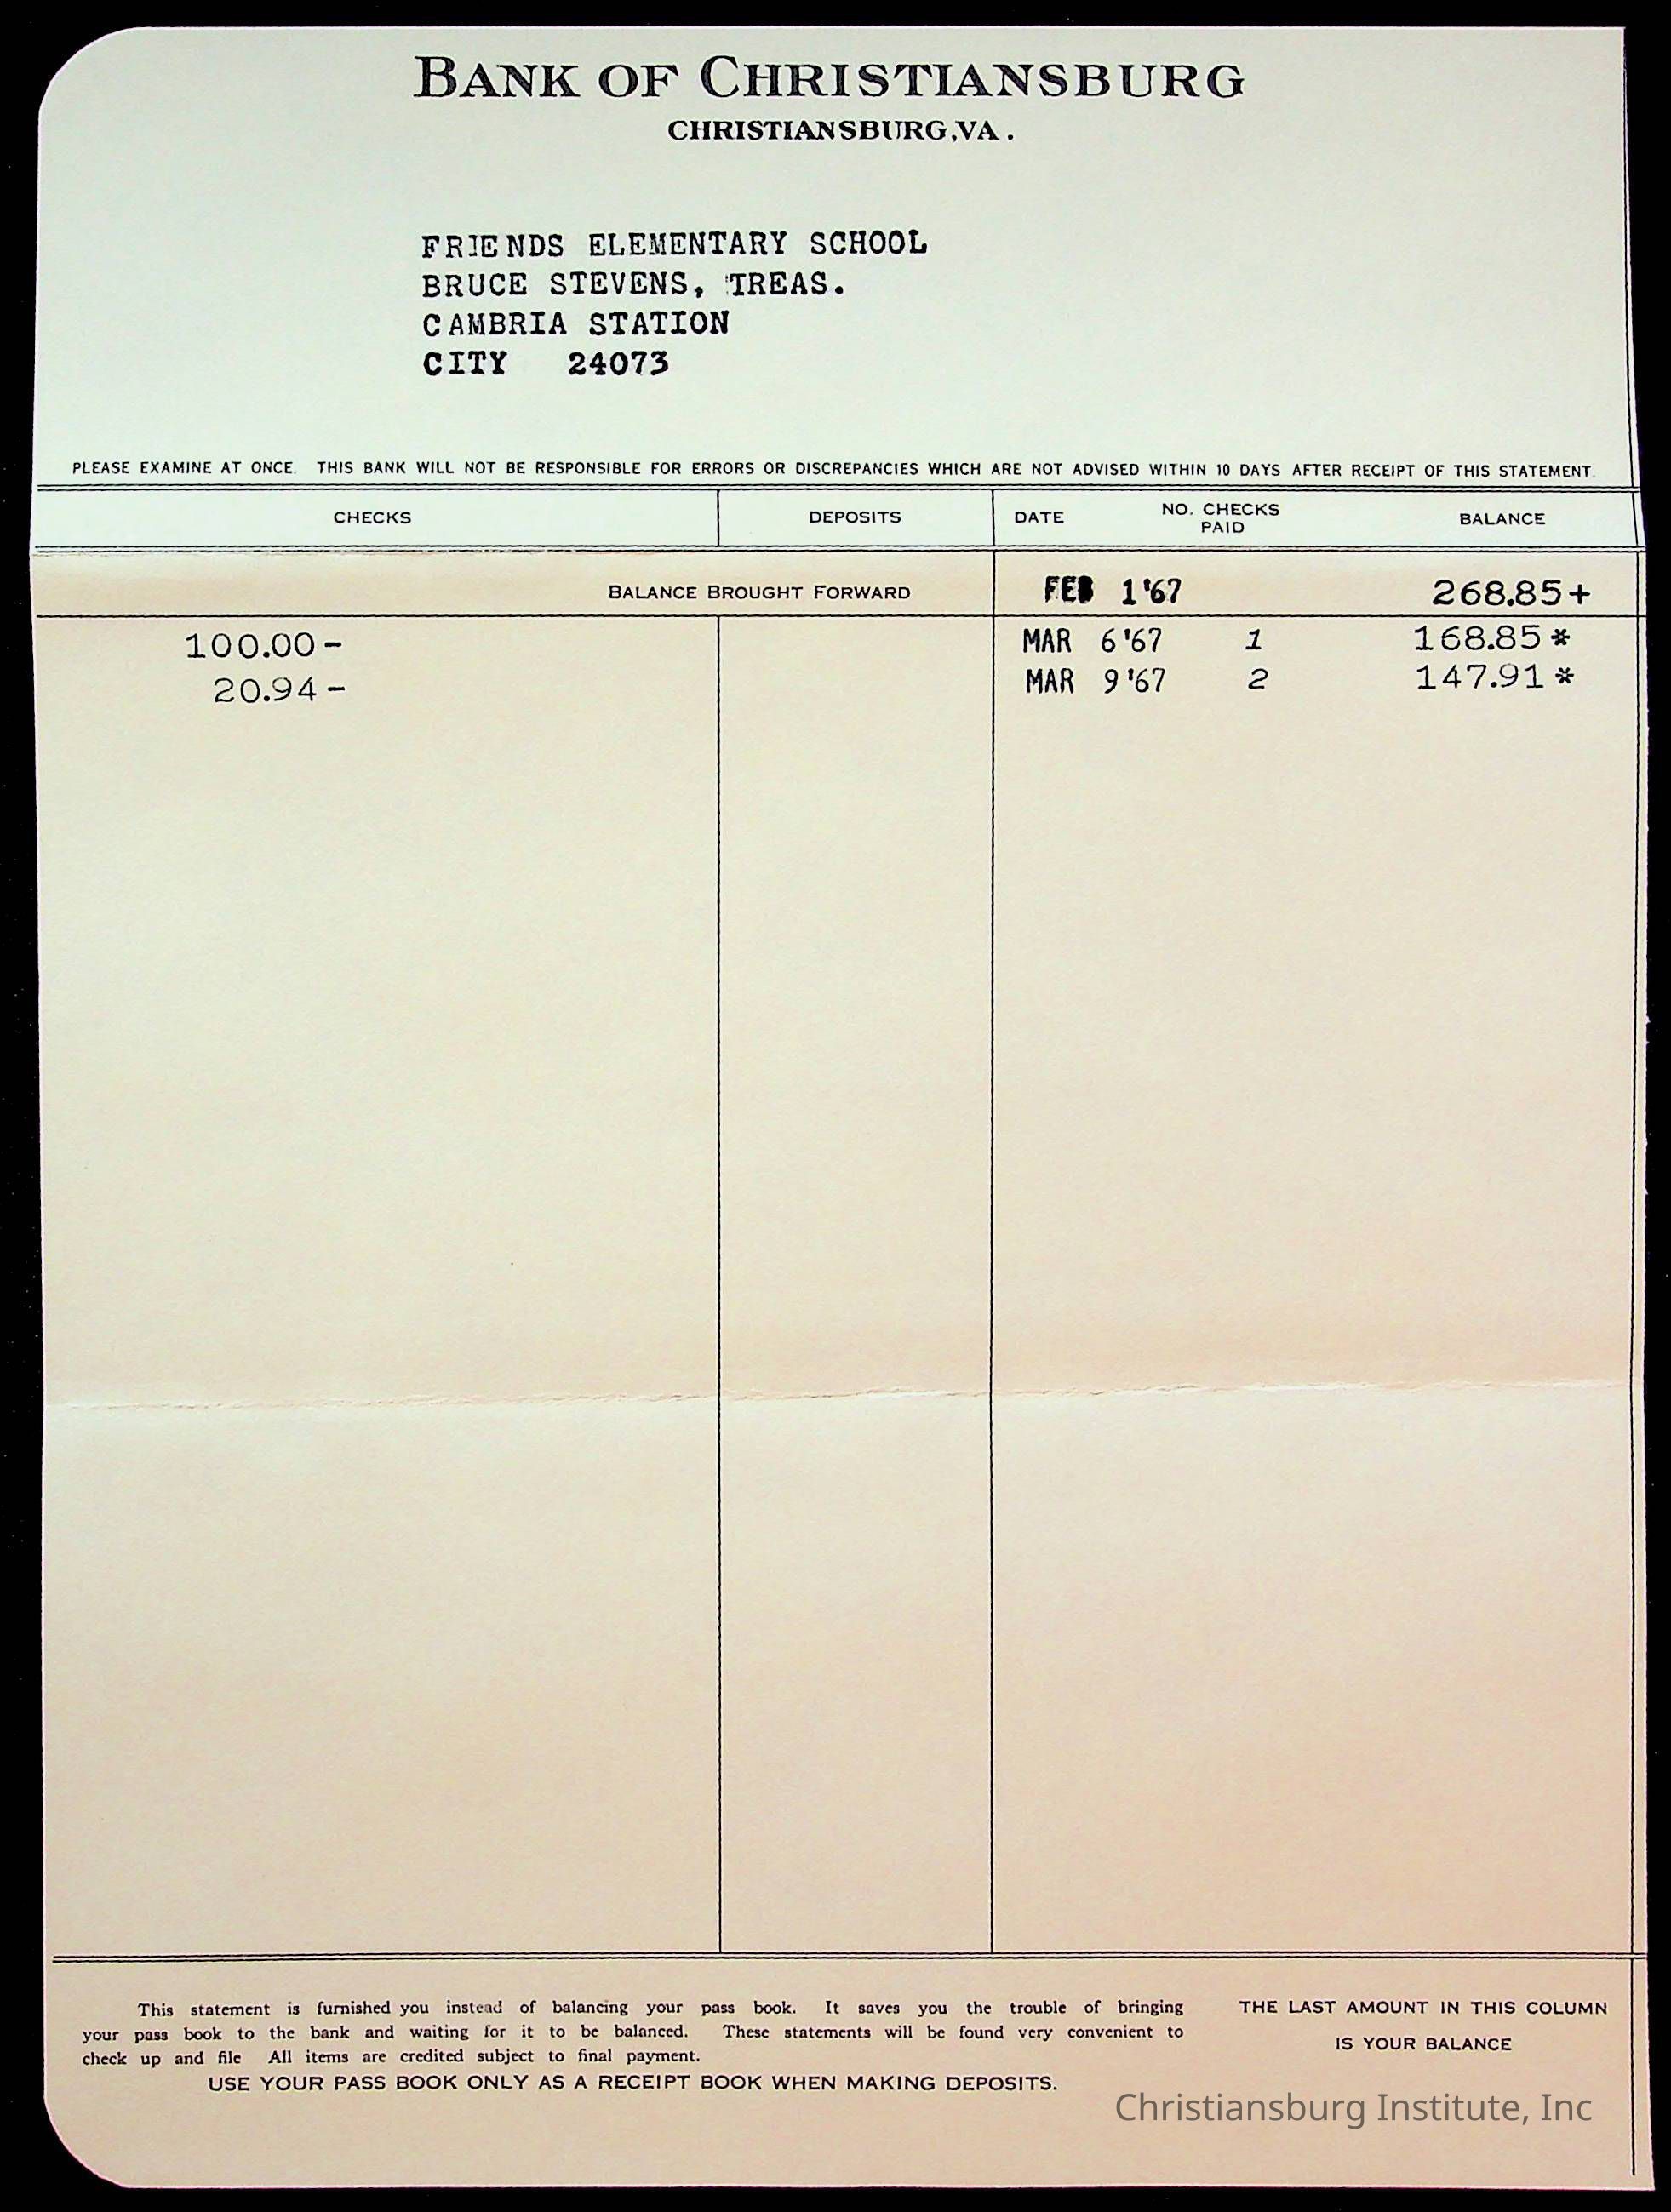 BANK OF CHRISTIANSBURG
CHRISTIANSBURG, VA.
FRIENDS ELEMENTARY SCHOOL
BRUCE STEVENS, TREAS.
CAMBRIA STATION
CITY 24073
PLEASE EXAMINE AT ONCE. THIS BANK WILL NOT BE RESPONSIBLE FOR ERRORS OR DISCREPANCIES WHICH ARE NOT ADVISED WITHIN 10 DAYS AFTER RECEIPT OF THIS STATEMENT.
CHECKS DEPOSITS DATE NO. CHECKS PAID BALANCE
BALANCE BROUGHT FORWARD FEB 1'67 268.85+
100.00- MAR 6'67 1 168.85*
20.94- MAR 9'67 2 147.91*
This statement is furnished you instead of balancing your pass book. It saves you the trouble of bringing
your pass book to the bank and waiting for it to be balanced. These statements will be found very convenient to
check up and file All items are credited subject to final payment.
USE YOUR PASS BOOK ONLY AS A RECEIPT BOOK WHEN MAKING DEPOSITS.
THE LAST AMOUNT IN THIS COLUMN
IS YOUR BALANCE
Christiansburg Institute, Inc